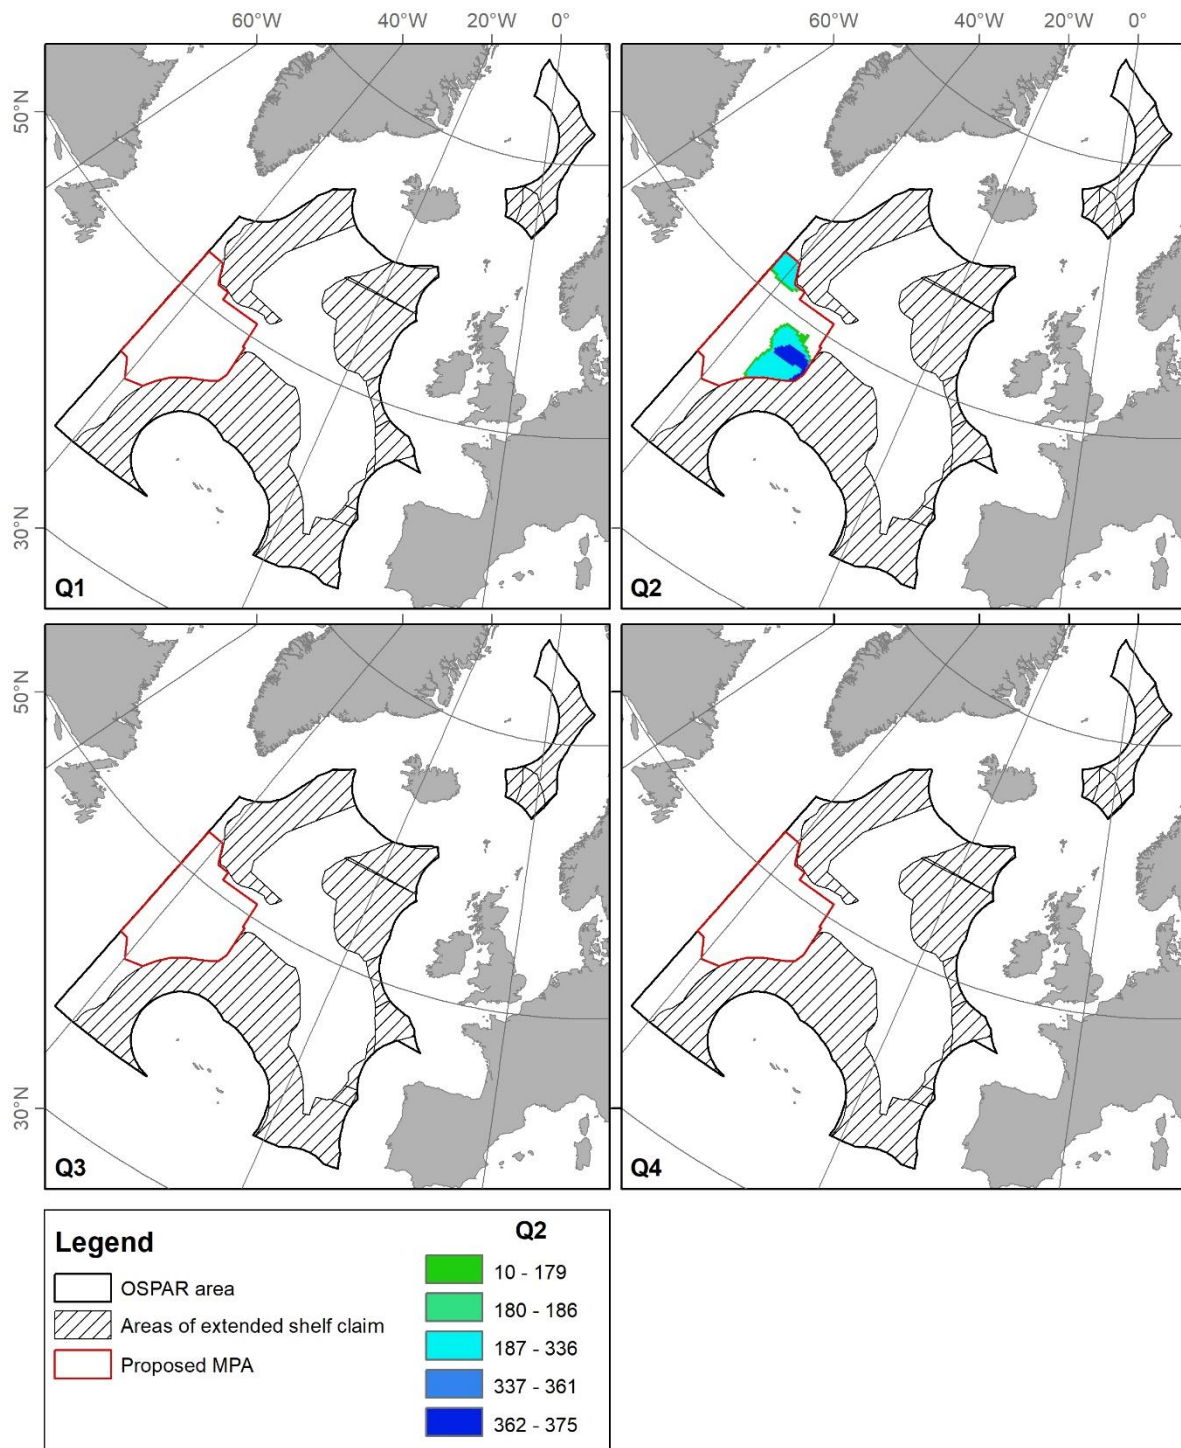 60°W 40°W 20°W 0° 60°W 40°W 20°W 0°
50°N
30°N
Q1 Q2
50°N
30°N
Q3 Q4
Legend
OSPAR area
Areas of extended shelf claim
Proposed MPA
Q2
10 - 179
180 - 186
187 - 336
337 - 361
362 - 375